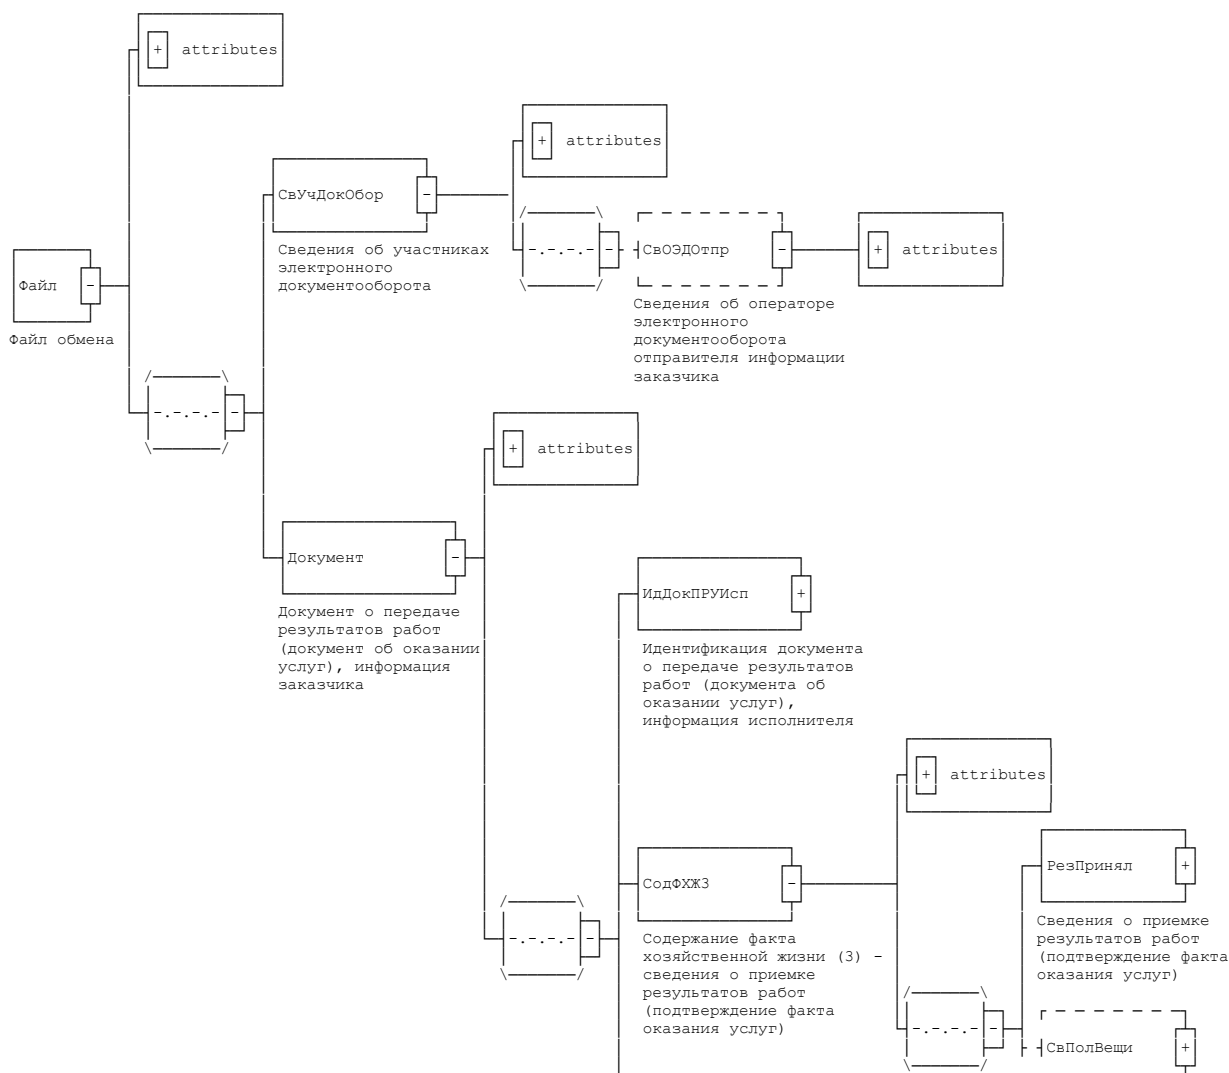 + attributes
+ attributes
СвУчДокОбор -
Сведения об участниках
электронного
документооборота
-.-.-.- -
СвОЭДОтпр -
+ attributes
Сведения об операторе
электронного
документооборота
отправителя информации
заказчика
Файл -
Файл обмена
-.-.-.- -
+ attributes
Документ -
Документ о передаче
результатов работ
(документ об оказании
услуг), информация
заказчика
ИдДокПРУИсп +
Идентификация документа
о передаче результатов
работ (документа об
оказании услуг),
информация исполнителя
+ attributes
СодФХЖ3 -
Содержание факта
хозяйственной жизни (3) -
сведения о приемке
результатов работ
(подтверждение факта
оказания услуг)
-.-.-.- -
РезПринял +
Сведения о приемке
результатов работ
(подтверждение факта
оказания услуг)
-.-.-.- -
СвПолВещи +